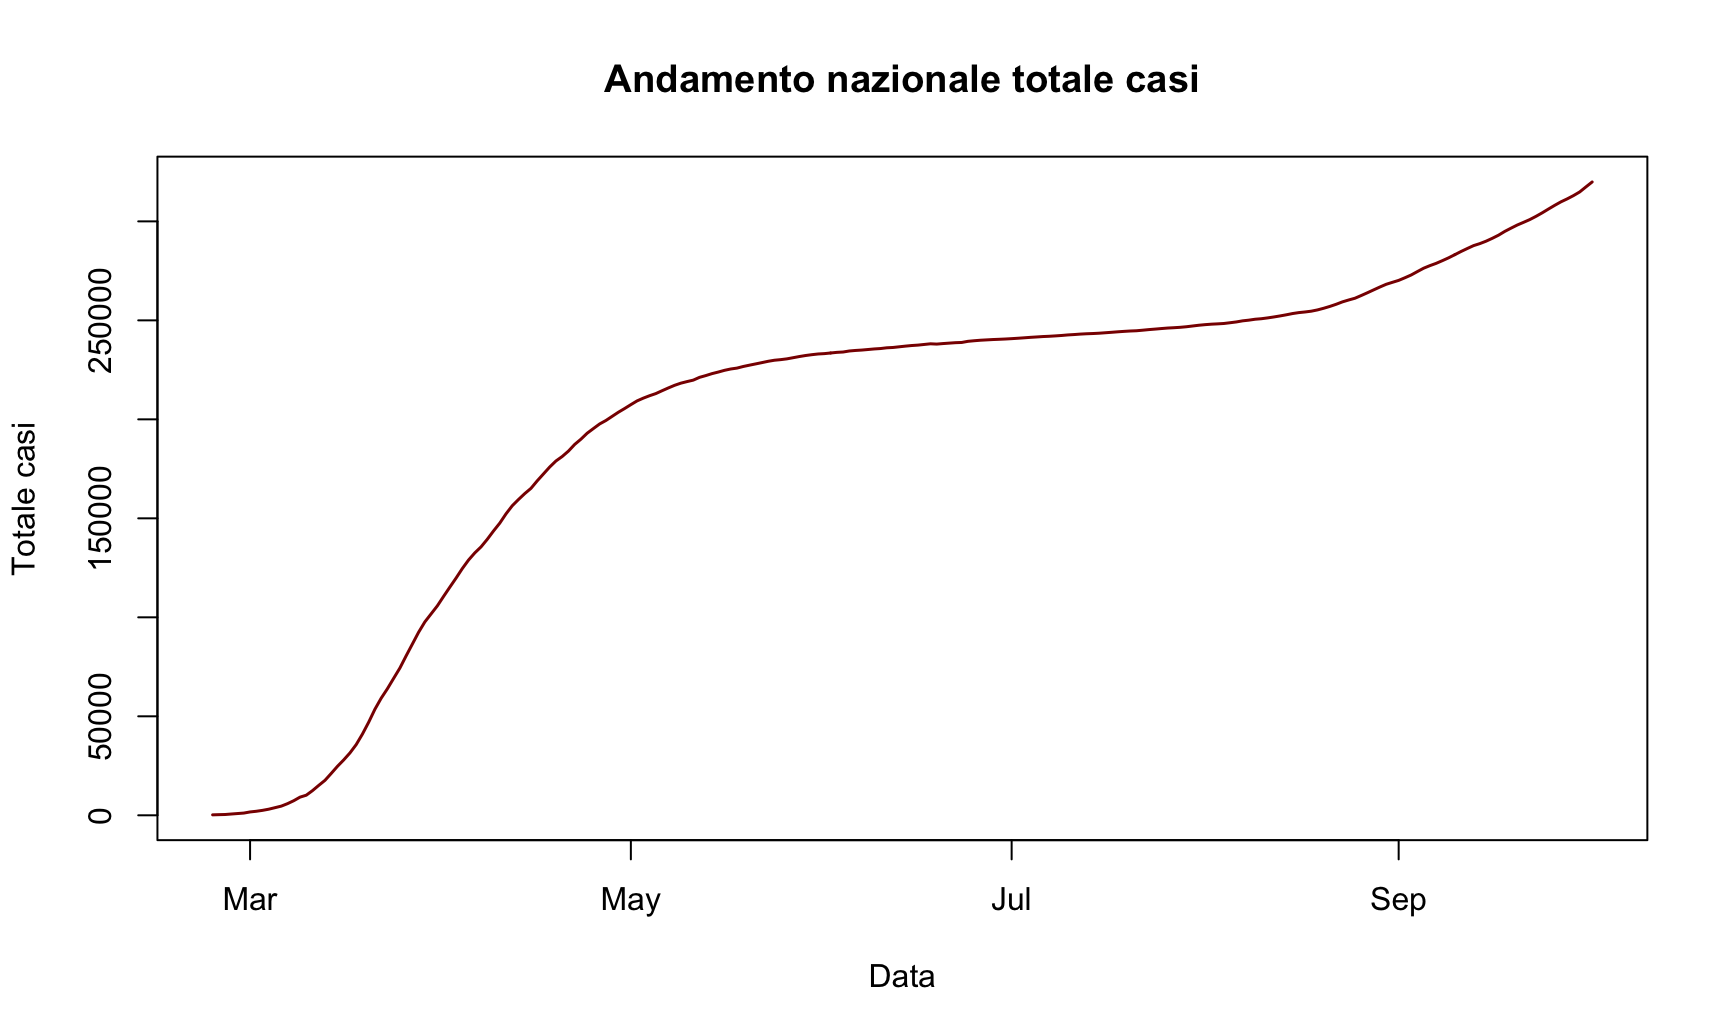 Andamento nazionale totale casi
Totale casi
250000
150000
50000
0
Mar May Jul Sep
Data